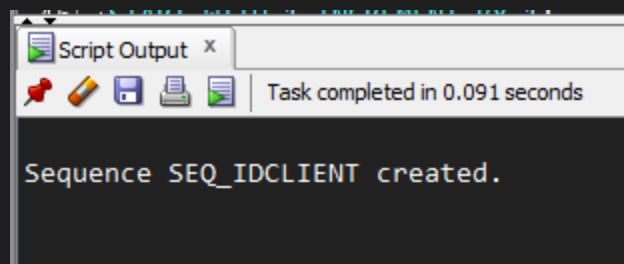 Script Output x
Task completed in 0.091 seconds
Sequence SEQ_IDCLIENT created.